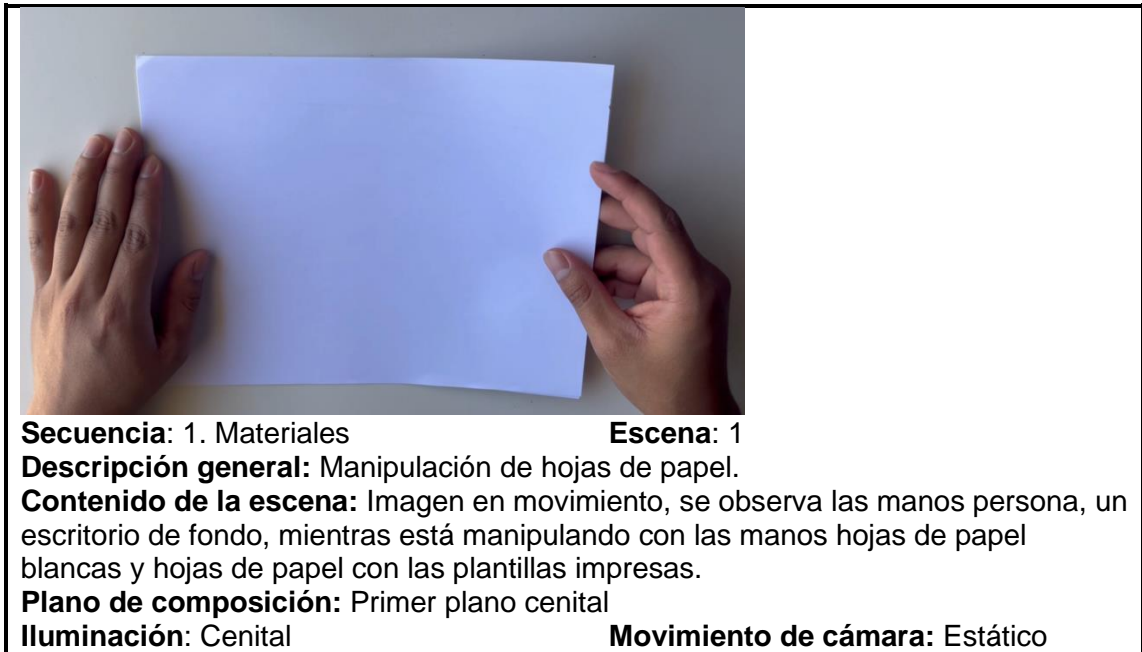 Secuencia: 1. Materiales Escena: 1
Descripción general: Manipulación de hojas de papel.
Contenido de la escena: Imagen en movimiento, se observa las manos persona, un
escritorio de fondo, mientras está manipulando con las manos hojas de papel
blancas y hojas de papel con las plantillas impresas.
Plano de composición: Primer plano cenital
Iluminación: Cenital Movimiento de cámara: Estático